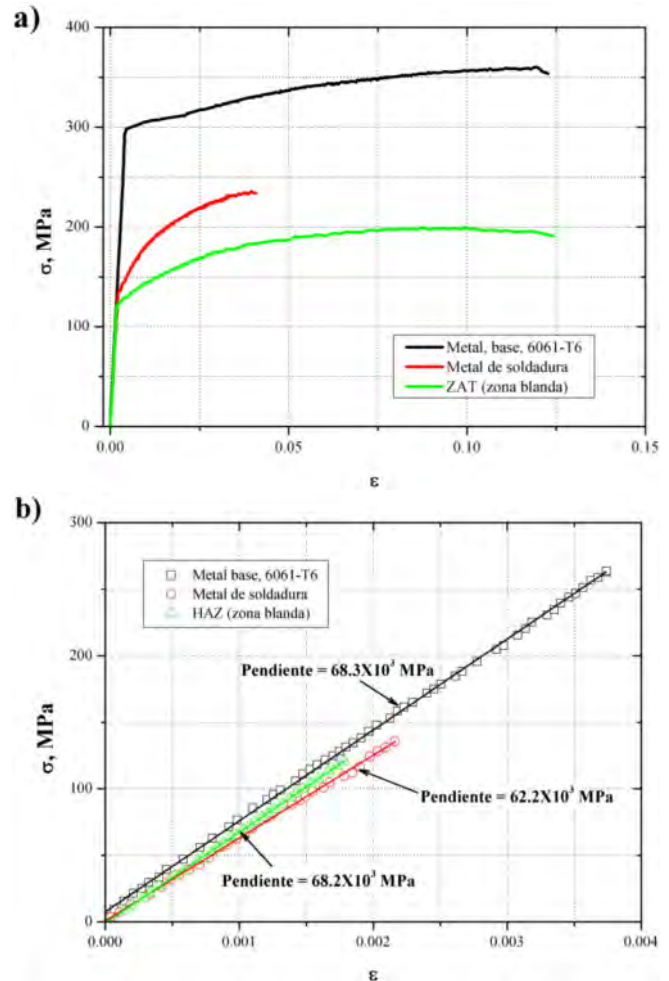 a)
400
300
200
100
0
σ, MPa
Metal, base, 6061-T6
Metal de soldadura
ZAT (zona blanda)
0.00 0.05 0.10 0.15
ε
b)
300
200
100
0
σ, MPa
Metal base, 6061-T6
Metal de soldadura
HAZ (zona blanda)
Pendiente = 68.3X10³ MPa
Pendiente = 62.2X10³ MPa
Pendiente = 68.2X10³ MPa
0.000 0.001 0.002 0.003 0.004
ε